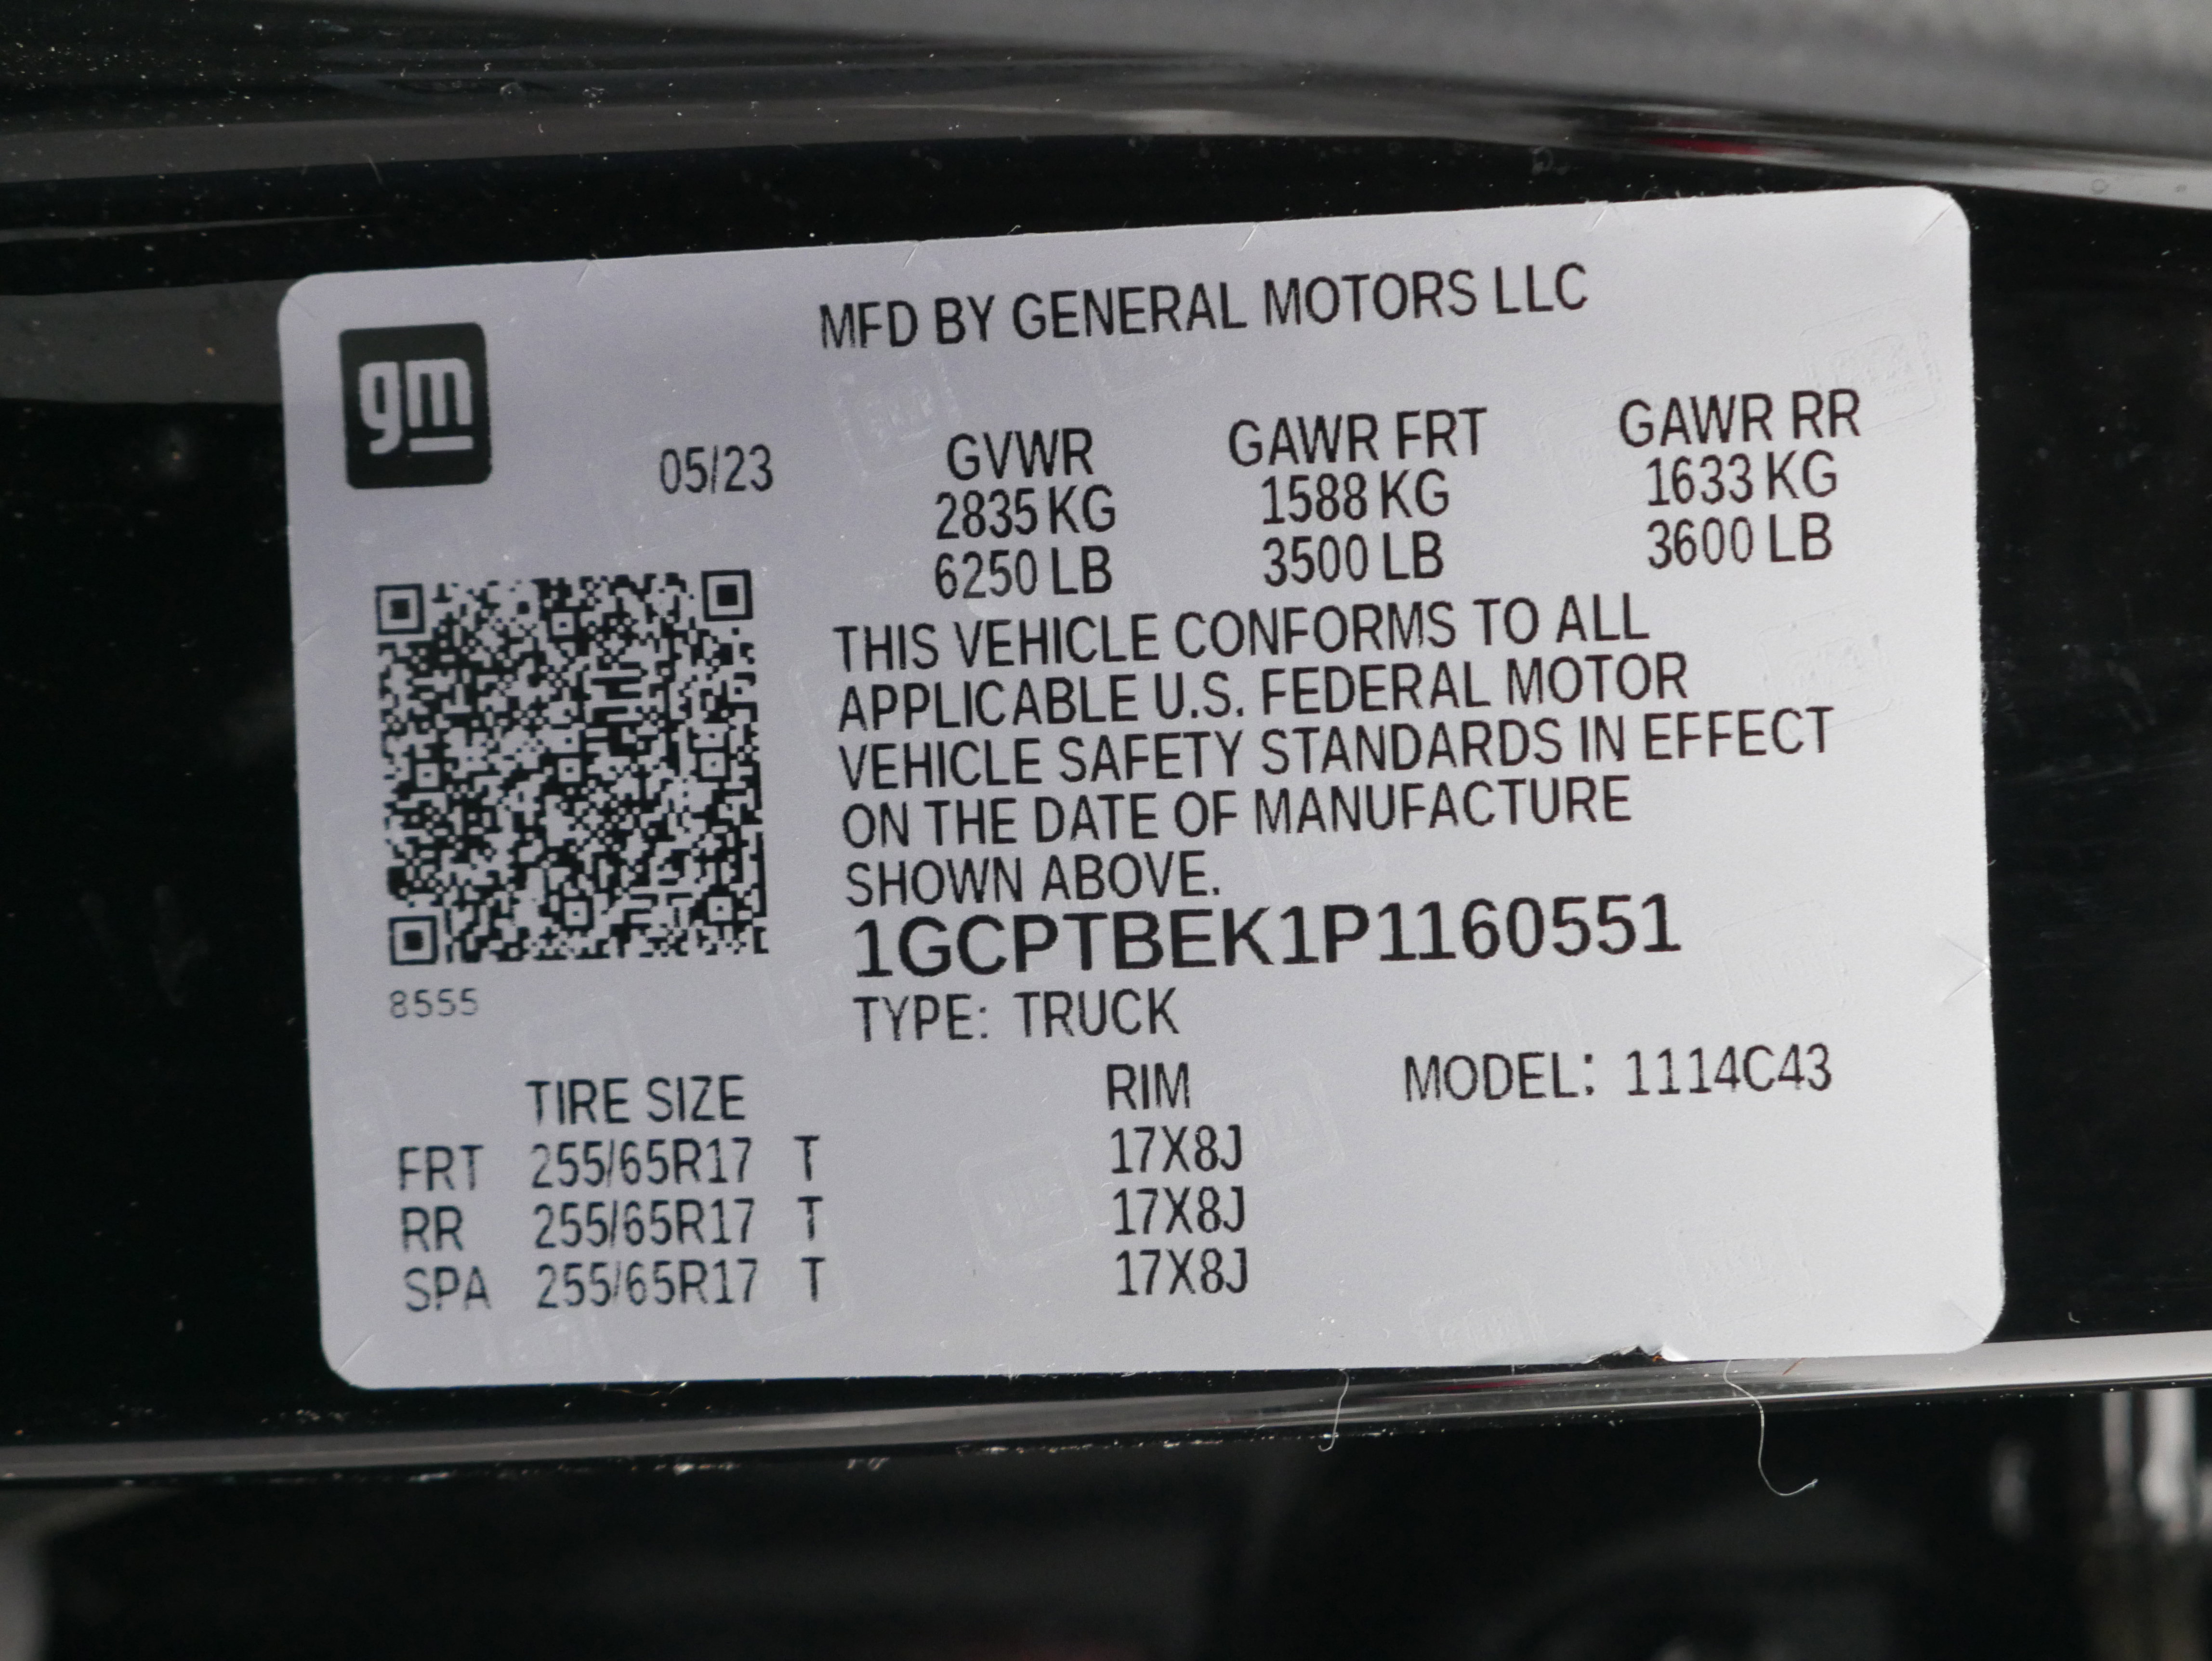 gm
MFD BY GENERAL MOTORS LLC
05/23 GVWR GAWR FRT GAWR RR
2835 KG 1588 KG 1633 KG
6250 LB 3500 LB 3600 LB
THIS VEHICLE CONFORMS TO ALL
APPLICABLE U.S. FEDERAL MOTOR
VEHICLE SAFETY STANDARDS IN EFFECT
ON THE DATE OF MANUFACTURE
SHOWN ABOVE.
1GCPTBEK1P1160551
8555
TYPE: TRUCK
TIRE SIZE RIM MODEL: 1114C43
FRT 255/65R17 T 17X8J
RR 255/65R17 T 17X8J
SPA 255/65R17 T 17X8J